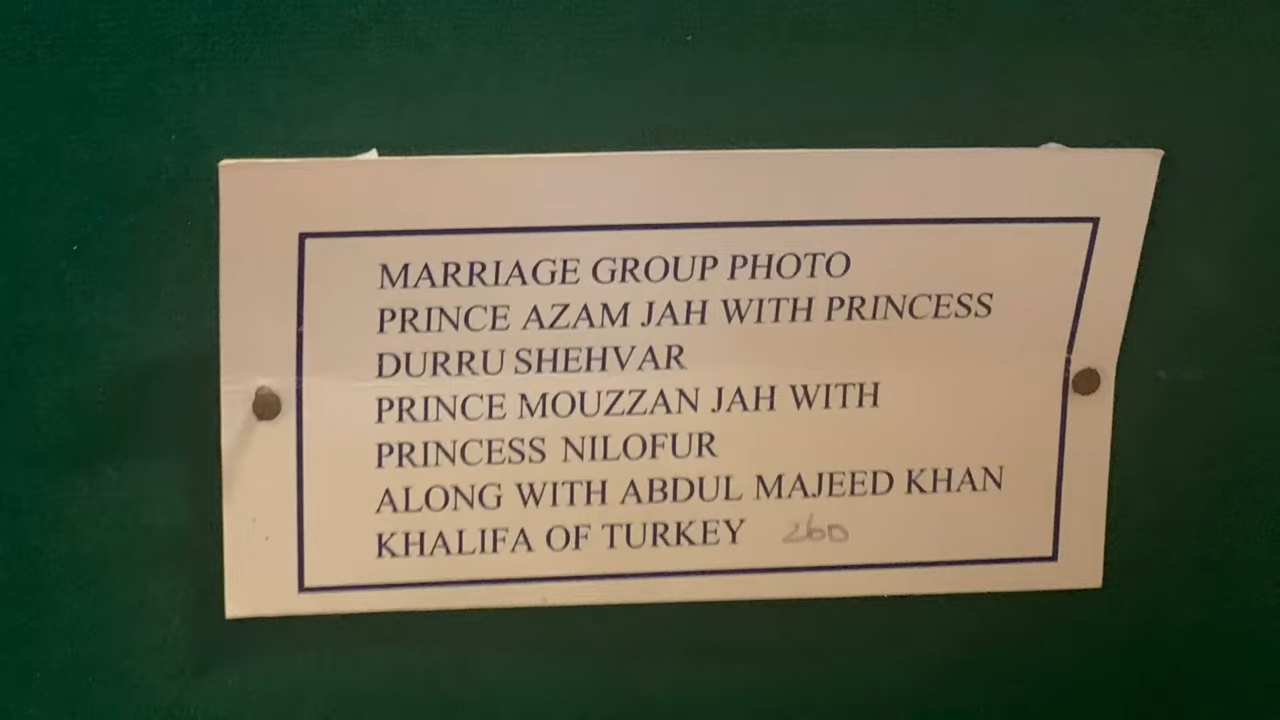 MARRIAGE GROUP PHOTO
PRINCE AZAM JAH WITH PRINCESS
DURRU SHEHVAR
PRINCE MOUZZAN JAH WITH
PRINCESS NILOFUR
ALONG WITH ABDUL MAJEED KHAN
KHALIFA OF TURKEY 260